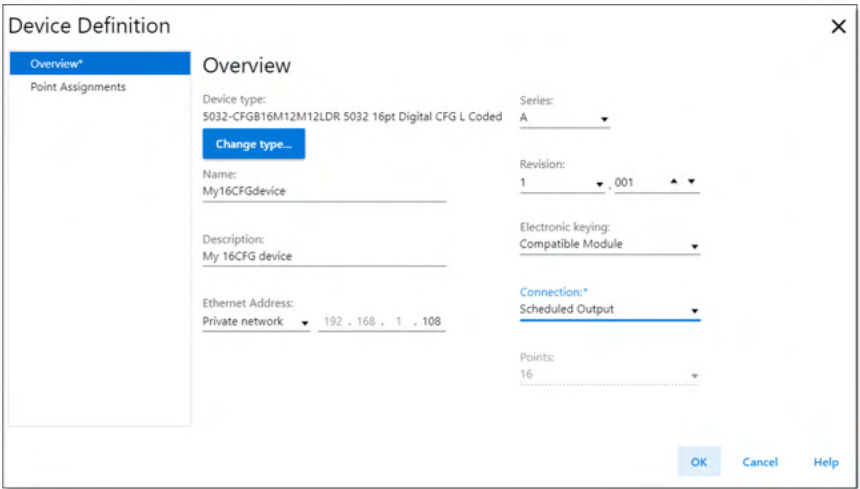 Device Definition
Overview*
Point Assignments
Overview
Device type:
5032-CFGB16M12M12LDR 5032 16pt Digital CFG L Coded
Change type...
Name:
My16CFGdevice
Description:
My 16CFG device
Ethernet Address:
Private network 192 . 168 . 1 . 108
Series:
A
Revision:
1 . 001
Electronic keying:
Compatible Module
Connection:*
Scheduled Output
Points:
16
OK Cancel Help